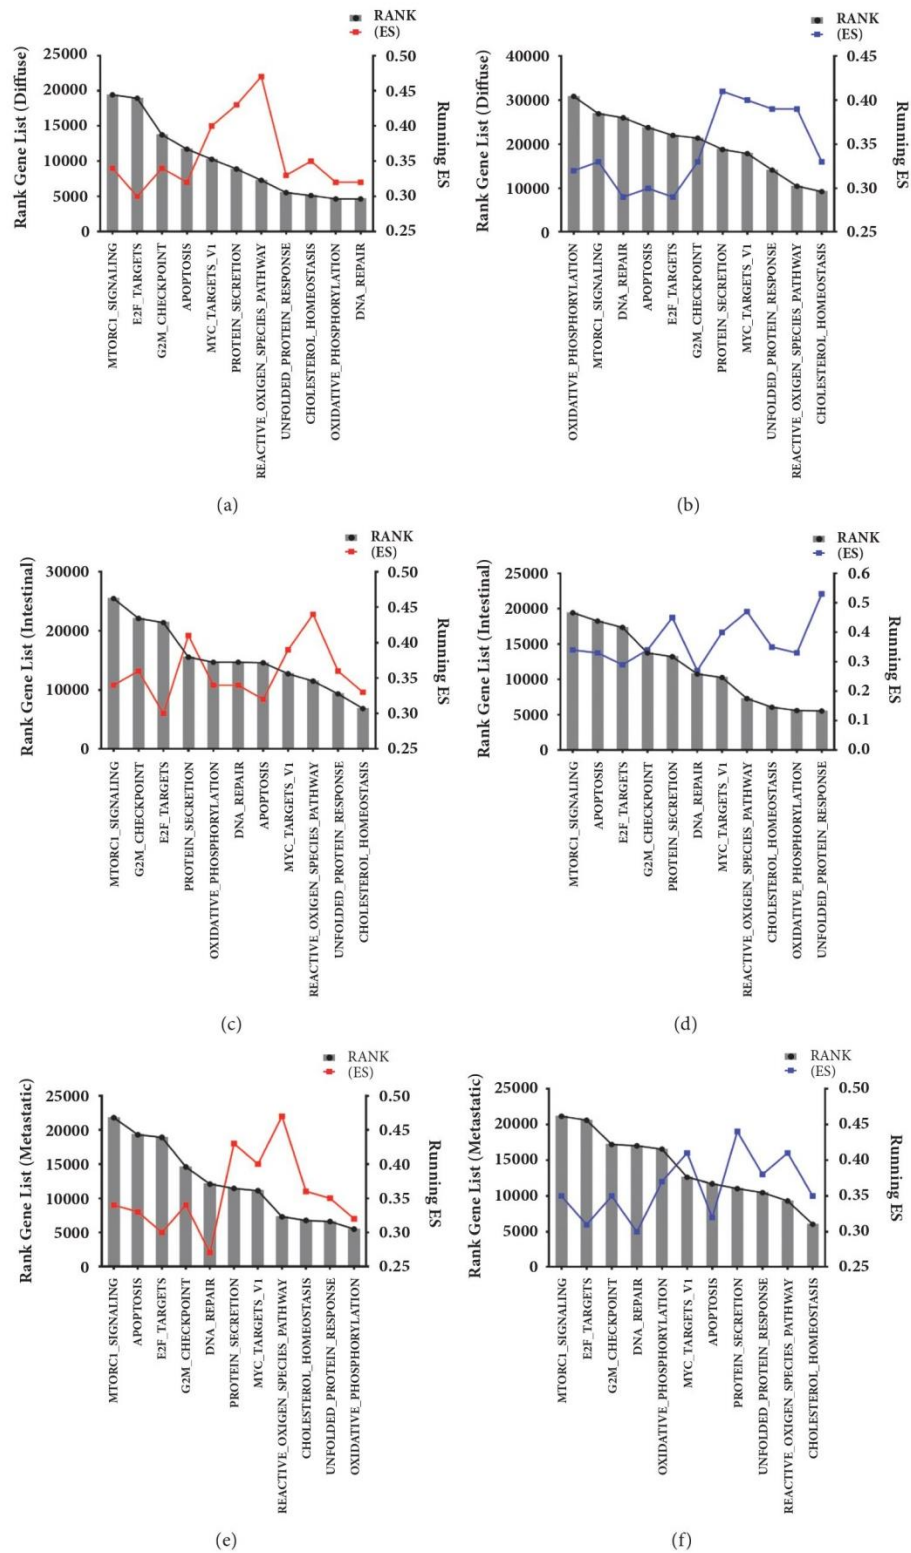 RANK
(ES)
Rank Gene List (Diffuse)
25000
20000
15000
10000
5000
0
0.50
0.45
0.40
0.35
0.30
0.25
Running ES
MTORC1_SIGNALING
E2F_TARGETS
G2M_CHECKPOINT
APOPTOSIS
MYC_TARGETS_V1
PROTEIN_SECRETION
REACTIVE_OXIGEN_SPECIES_PATHWAY
UNFOLDED_PROTEIN_RESPONSE
CHOLESTEROL_HOMEOSTASIS
OXIDATIVE_PHOSPHORYLATION
DNA_REPAIR
(a)
RANK
(ES)
Rank Gene List (Diffuse)
40000
30000
20000
10000
0
0.45
0.40
0.35
0.30
0.25
Running ES
OXIDATIVE_PHOSPHORYLATION
MTORC1_SIGNALING
DNA_REPAIR
APOPTOSIS
E2F_TARGETS
G2M_CHECKPOINT
PROTEIN_SECRETION
MYC_TARGETS_V1
UNFOLDED_PROTEIN_RESPONSE
REACTIVE_OXIGEN_SPECIES_PATHWAY
CHOLESTEROL_HOMEOSTASIS
(b)
RANK
(ES)
Rank Gene List (Intestinal)
30000
20000
10000
0
0.50
0.45
0.40
0.35
0.30
0.25
Running ES
MTORC1_SIGNALING
G2M_CHECKPOINT
E2F_TARGETS
PROTEIN_SECRETION
OXIDATIVE_PHOSPHORYLATION
DNA_REPAIR
APOPTOSIS
MYC_TARGETS_V1
REACTIVE_OXIGEN_SPECIES_PATHWAY
UNFOLDED_PROTEIN_RESPONSE
CHOLESTEROL_HOMEOSTASIS
(c)
RANK
(ES)
Rank Gene List (Intestinal)
25000
20000
15000
10000
5000
0
0.6
0.5
0.4
0.3
0.2
0.1
0.0
Running ES
MTORC1_SIGNALING
APOPTOSIS
E2F_TARGETS
G2M_CHECKPOINT
PROTEIN_SECRETION
DNA_REPAIR
MYC_TARGETS_V1
REACTIVE_OXIGEN_SPECIES_PATHWAY
CHOLESTEROL_HOMEOSTASIS
OXIDATIVE_PHOSPHORYLATION
UNFOLDED_PROTEIN_RESPONSE
(d)
RANK
(ES)
Rank Gene List (Metastatic)
25000
20000
15000
10000
5000
0
0.50
0.45
0.40
0.35
0.30
0.25
Running ES
MTORC1_SIGNALING
APOPTOSIS
E2F_TARGETS
G2M_CHECKPOINT
DNA_REPAIR
PROTEIN_SECRETION
MYC_TARGETS_V1
REACTIVE_OXIGEN_SPECIES_PATHWAY
CHOLESTEROL_HOMEOSTASIS
UNFOLDED_PROTEIN_RESPONSE
OXIDATIVE_PHOSPHORYLATION
(e)
RANK
(ES)
Rank Gene List (Metastatic)
25000
20000
15000
10000
5000
0
0.50
0.45
0.40
0.35
0.30
0.25
Running ES
MTORC1_SIGNALING
E2F_TARGETS
G2M_CHECKPOINT
DNA_REPAIR
OXIDATIVE_PHOSPHORYLATION
MYC_TARGETS_V1
APOPTOSIS
PROTEIN_SECRETION
UNFOLDED_PROTEIN_RESPONSE
REACTIVE_OXIGEN_SPECIES_PATHWAY
CHOLESTEROL_HOMEOSTASIS
(f)